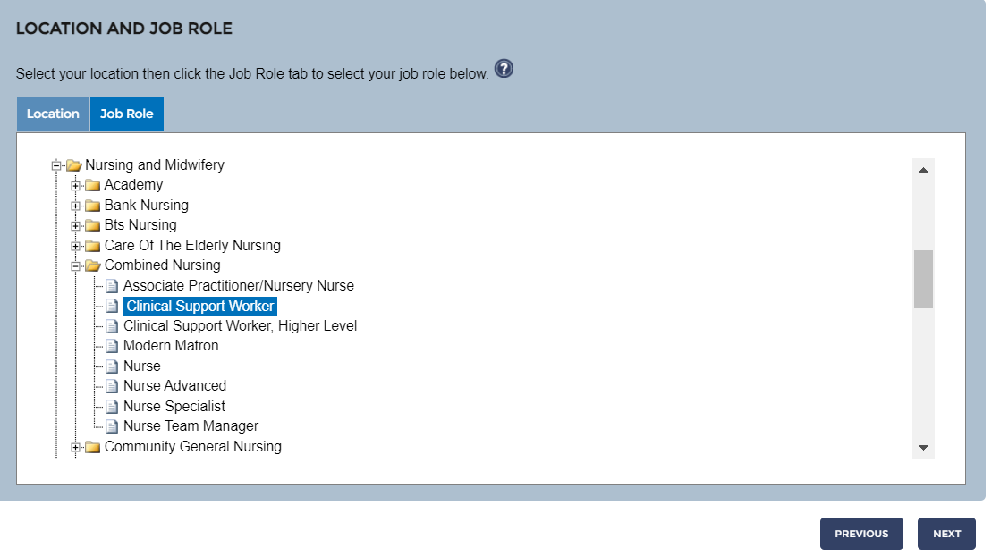 LOCATION AND JOB ROLE
Select your location then click the Job Role tab to select your job role below. ?
Location Job Role
Nursing and Midwifery
Academy
Bank Nursing
Bts Nursing
Care Of The Elderly Nursing
Combined Nursing
Associate Practitioner/Nursery Nurse
Clinical Support Worker
Clinical Support Worker, Higher Level
Modern Matron
Nurse
Nurse Advanced
Nurse Specialist
Nurse Team Manager
Community General Nursing
PREVIOUS NEXT